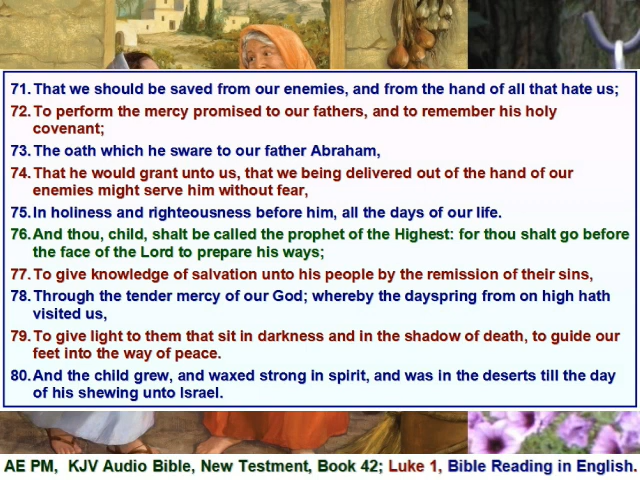 71. That we should be saved from our enemies, and from the hand of all that hate us;
72. To perform the mercy promised to our fathers, and to remember his holy
covenant;
73. The oath which he sware to our father Abraham,
74. That he would grant unto us, that we being delivered out of the hand of our
enemies might serve him without fear,
75. In holiness and righteousness before him, all the days of our life.
76. And thou, child, shalt be called the prophet of the Highest: for thou shalt go before
the face of the Lord to prepare his ways;
77. To give knowledge of salvation unto his people by the remission of their sins,
78. Through the tender mercy of our God; whereby the dayspring from on high hath
visited us,
79. To give light to them that sit in darkness and in the shadow of death, to guide our
feet into the way of peace.
80. And the child grew, and waxed strong in spirit, and was in the deserts till the day
of his shewing unto Israel.
AE PM, KJV Audio Bible, New Testment, Book 42; Luke 1, Bible Reading in English.